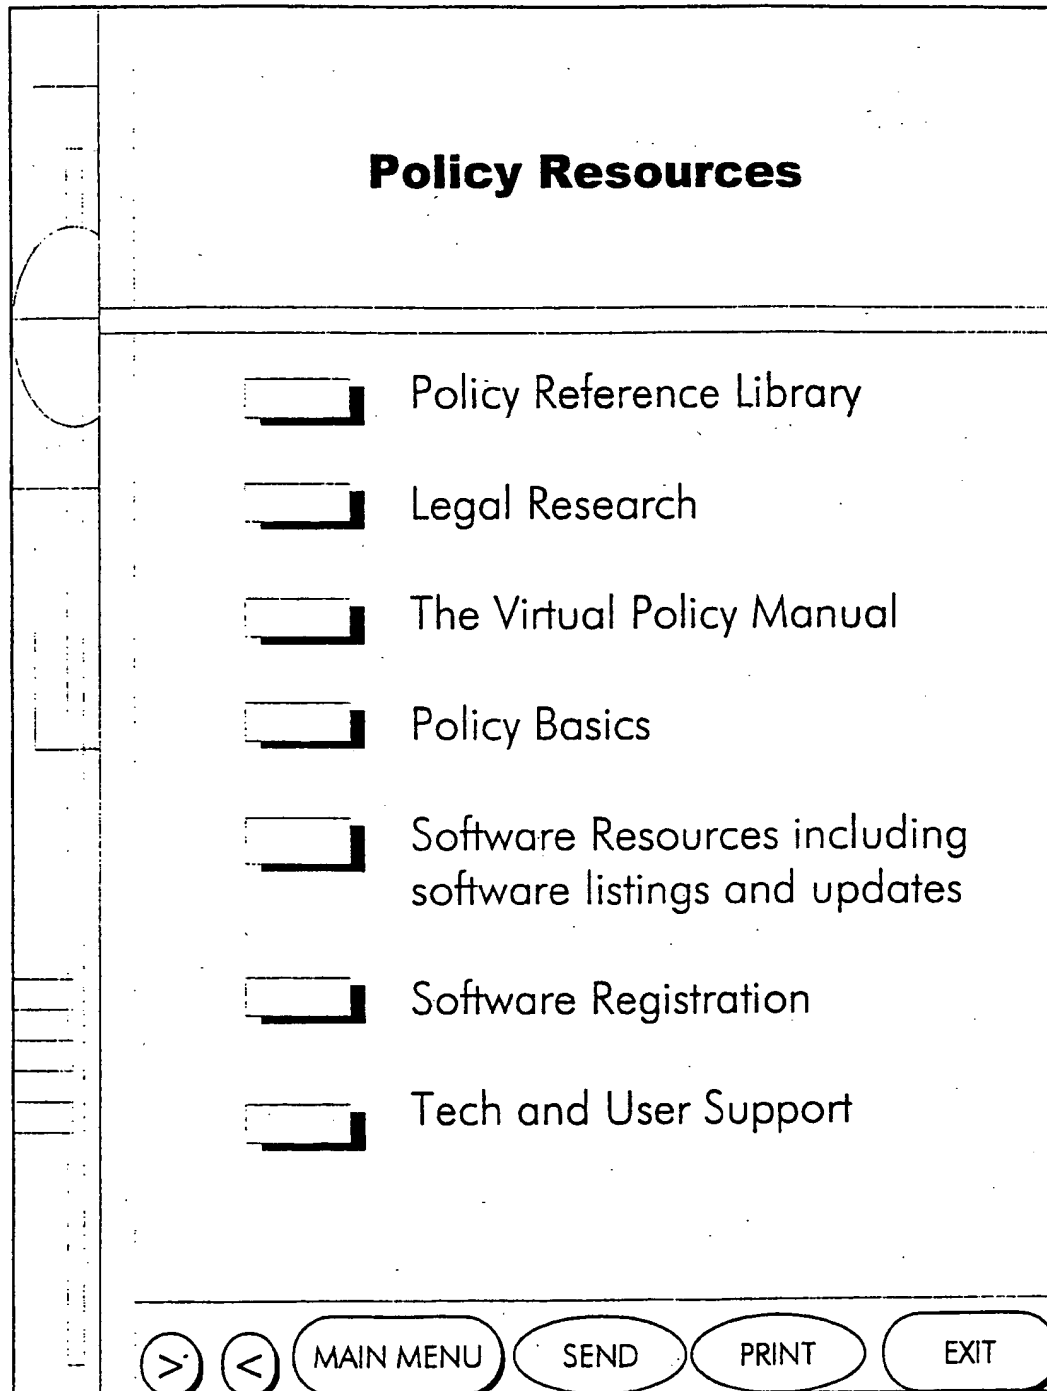 Policy Resources
Policy Reference Library
Legal Research
The Virtual Policy Manual
Policy Basics
Software Resources including
software listings and updates
Software Registration
Tech and User Support
> < MAIN MENU SEND PRINT EXIT